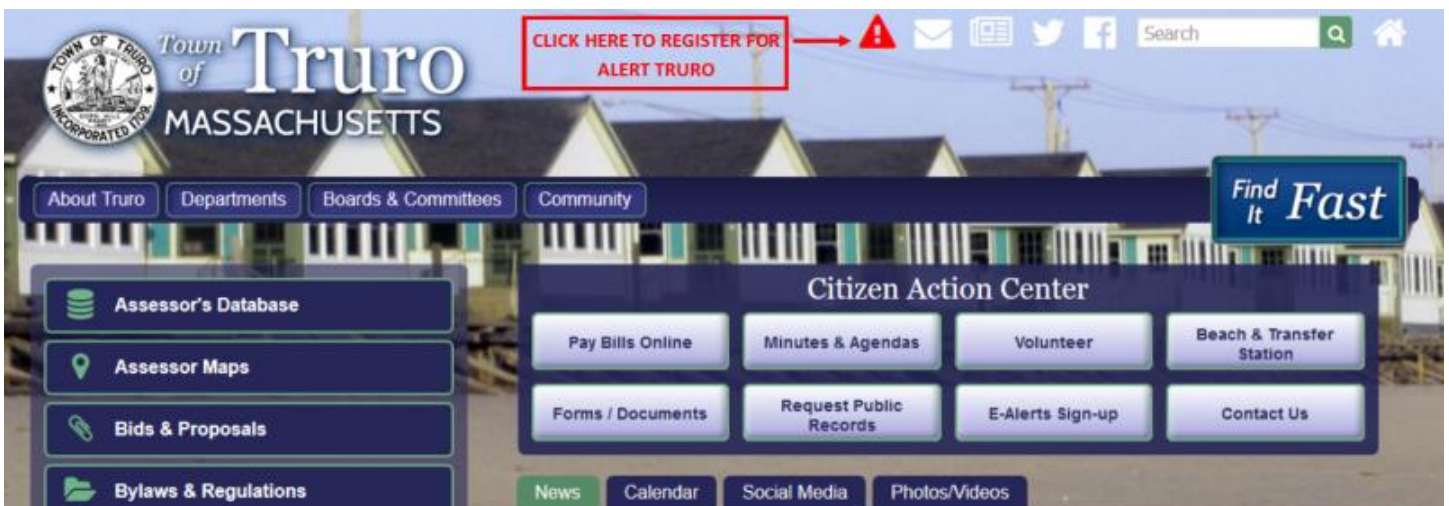 TOWN OF TRURO
INCORPORATED 1709
Town
of Truro
MASSACHUSETTS
CLICK HERE TO REGISTER FOR
ALERT TRURO
Search
About Truro
Departments
Boards & Committees
Community
Find
It Fast
Assessor's Database
Assessor Maps
Bids & Proposals
Bylaws & Regulations
Citizen Action Center
Pay Bills Online
Minutes & Agendas
Volunteer
Beach & Transfer
Station
Forms / Documents
Request Public
Records
E-Alerts Sign-up
Contact Us
News
Calendar
Social Media
Photos/Videos